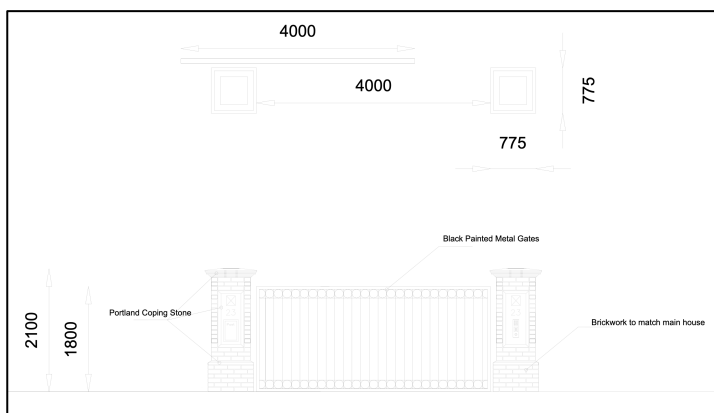 4000
4000
775
775
Black Painted Metal Gates
Portland Coping Stone
Brickwork to match main house
2100
1800